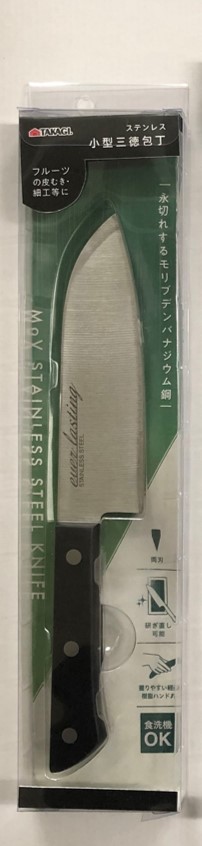 TAKAGI
ステンレス
小型三徳包丁
フルーツ
の皮むき・
細工等に
永切れするモリブデンバナジウム鋼
MoV STAINLESS STEEL KNIFE
ever lasting
STAINLESS STEEL
両刃
研ぎ直し
可能
握りやすい
樹脂ハンドル
食洗機
OK